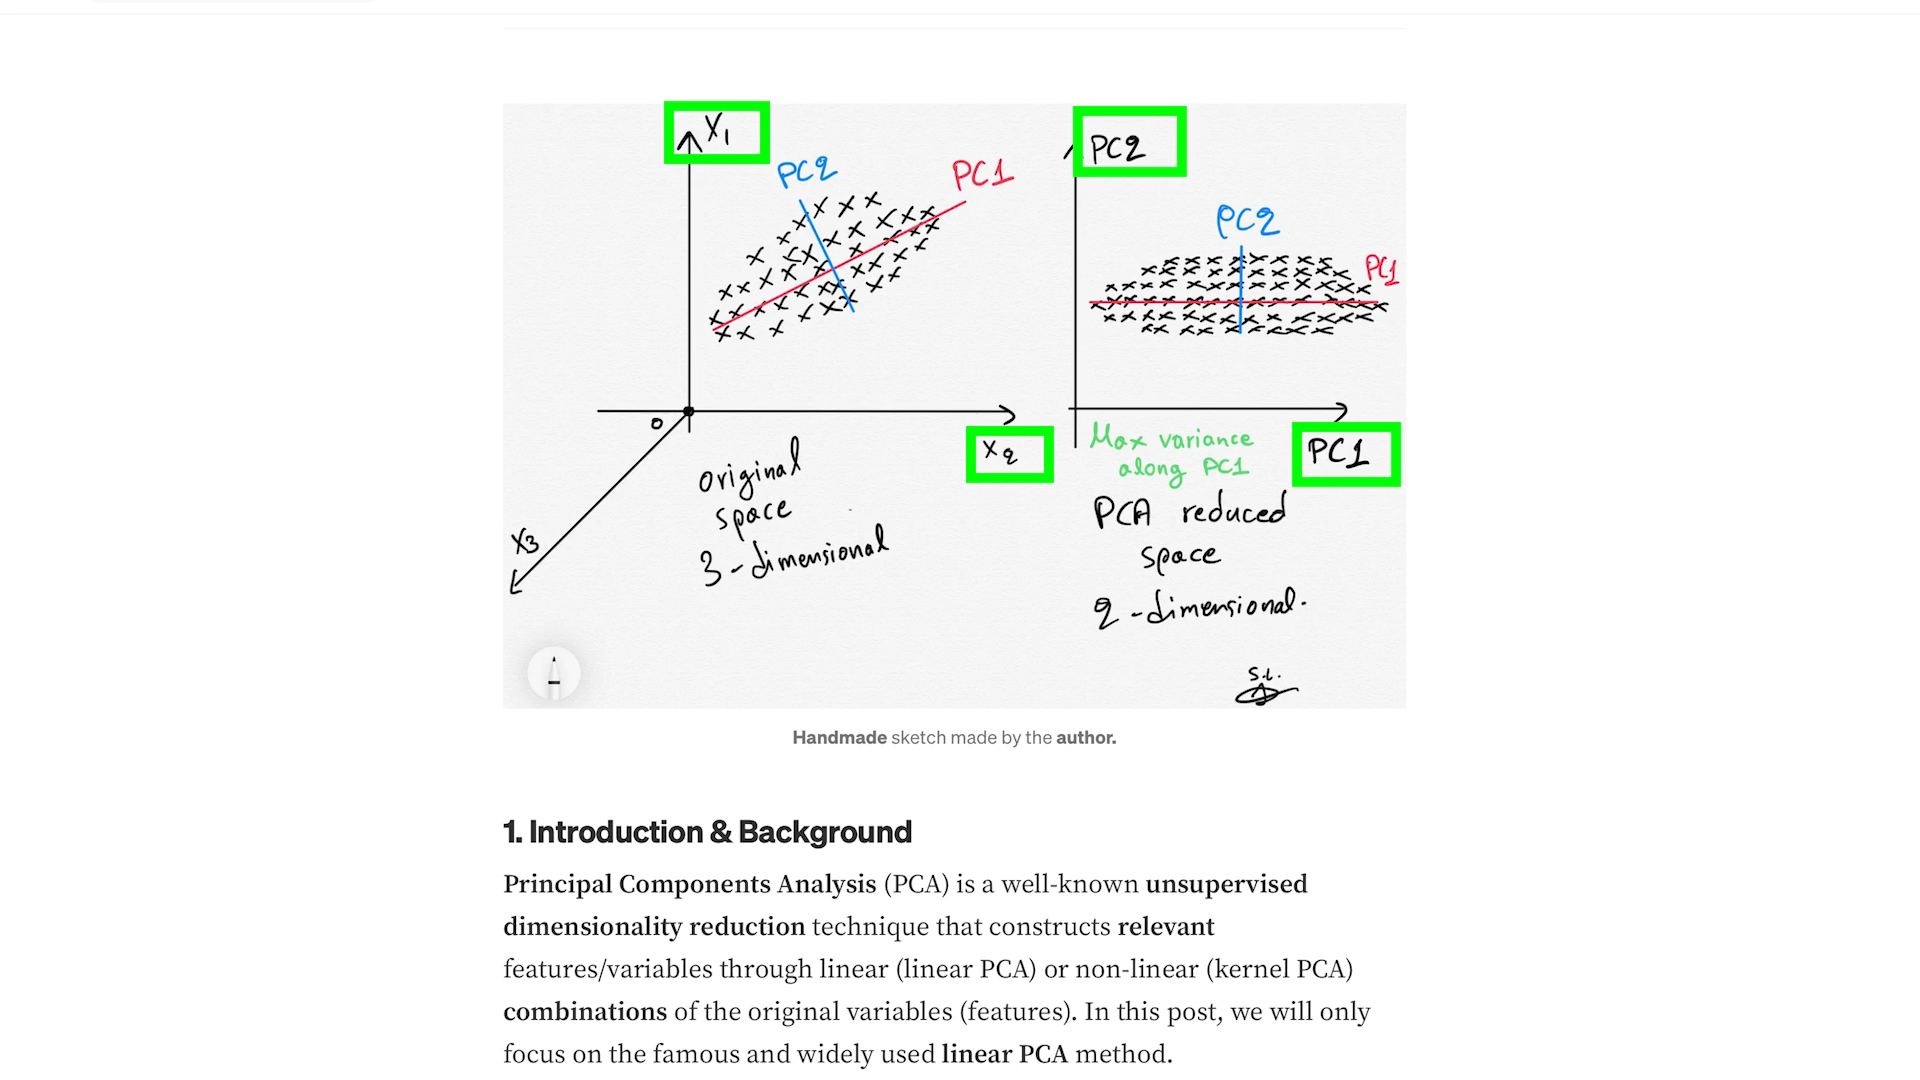 X1
PC2
PC1
X2
0
X3
original
space
3-dimensional
PC2
PC2
PC1
PC1
Max variance
along PC1
PCA reduced
space
2-dimensional.
S.L.
Handmade sketch made by the author.
1. Introduction & Background
Principal Components Analysis (PCA) is a well-known unsupervised
dimensionality reduction technique that constructs relevant
features/variables through linear (linear PCA) or non-linear (kernel PCA)
combinations of the original variables (features). In this post, we will only
focus on the famous and widely used linear PCA method.